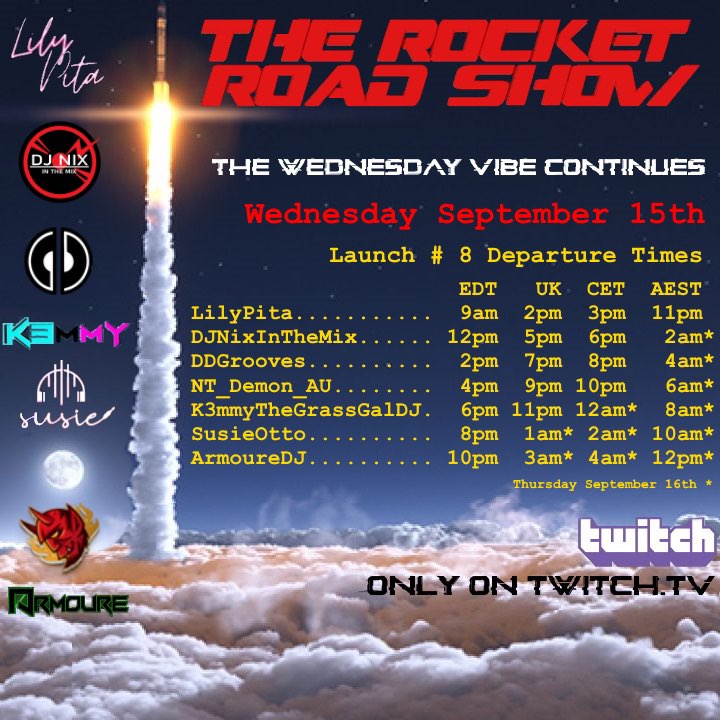 Lily
Pita
THE ROCKET
ROAD SHOW
DJ NIX
IN THE MIX
THE WEDNESDAY VIBE CONTINUES
Wednesday September 15th
Launch # 8 Departure Times
EDT UK CET AEST
LilyPita........... 9am 2pm 3pm 11pm
DJNixInTheMix...... 12pm 5pm 6pm 2am*
DDGrooves.......... 2pm 7pm 8pm 4am*
NT_Demon_AU........ 4pm 9pm 10pm 6am*
K3mmyTheGrassGalDJ. 6pm 11pm 12am* 8am*
SusieOtto.......... 8pm 1am* 2am* 10am*
ArmoureDJ.......... 10pm 3am* 4am* 12pm*
Thursday September 16th *
K3MMY
susie
twitch
ONLY ON TWITCH.TV
ARMOURE